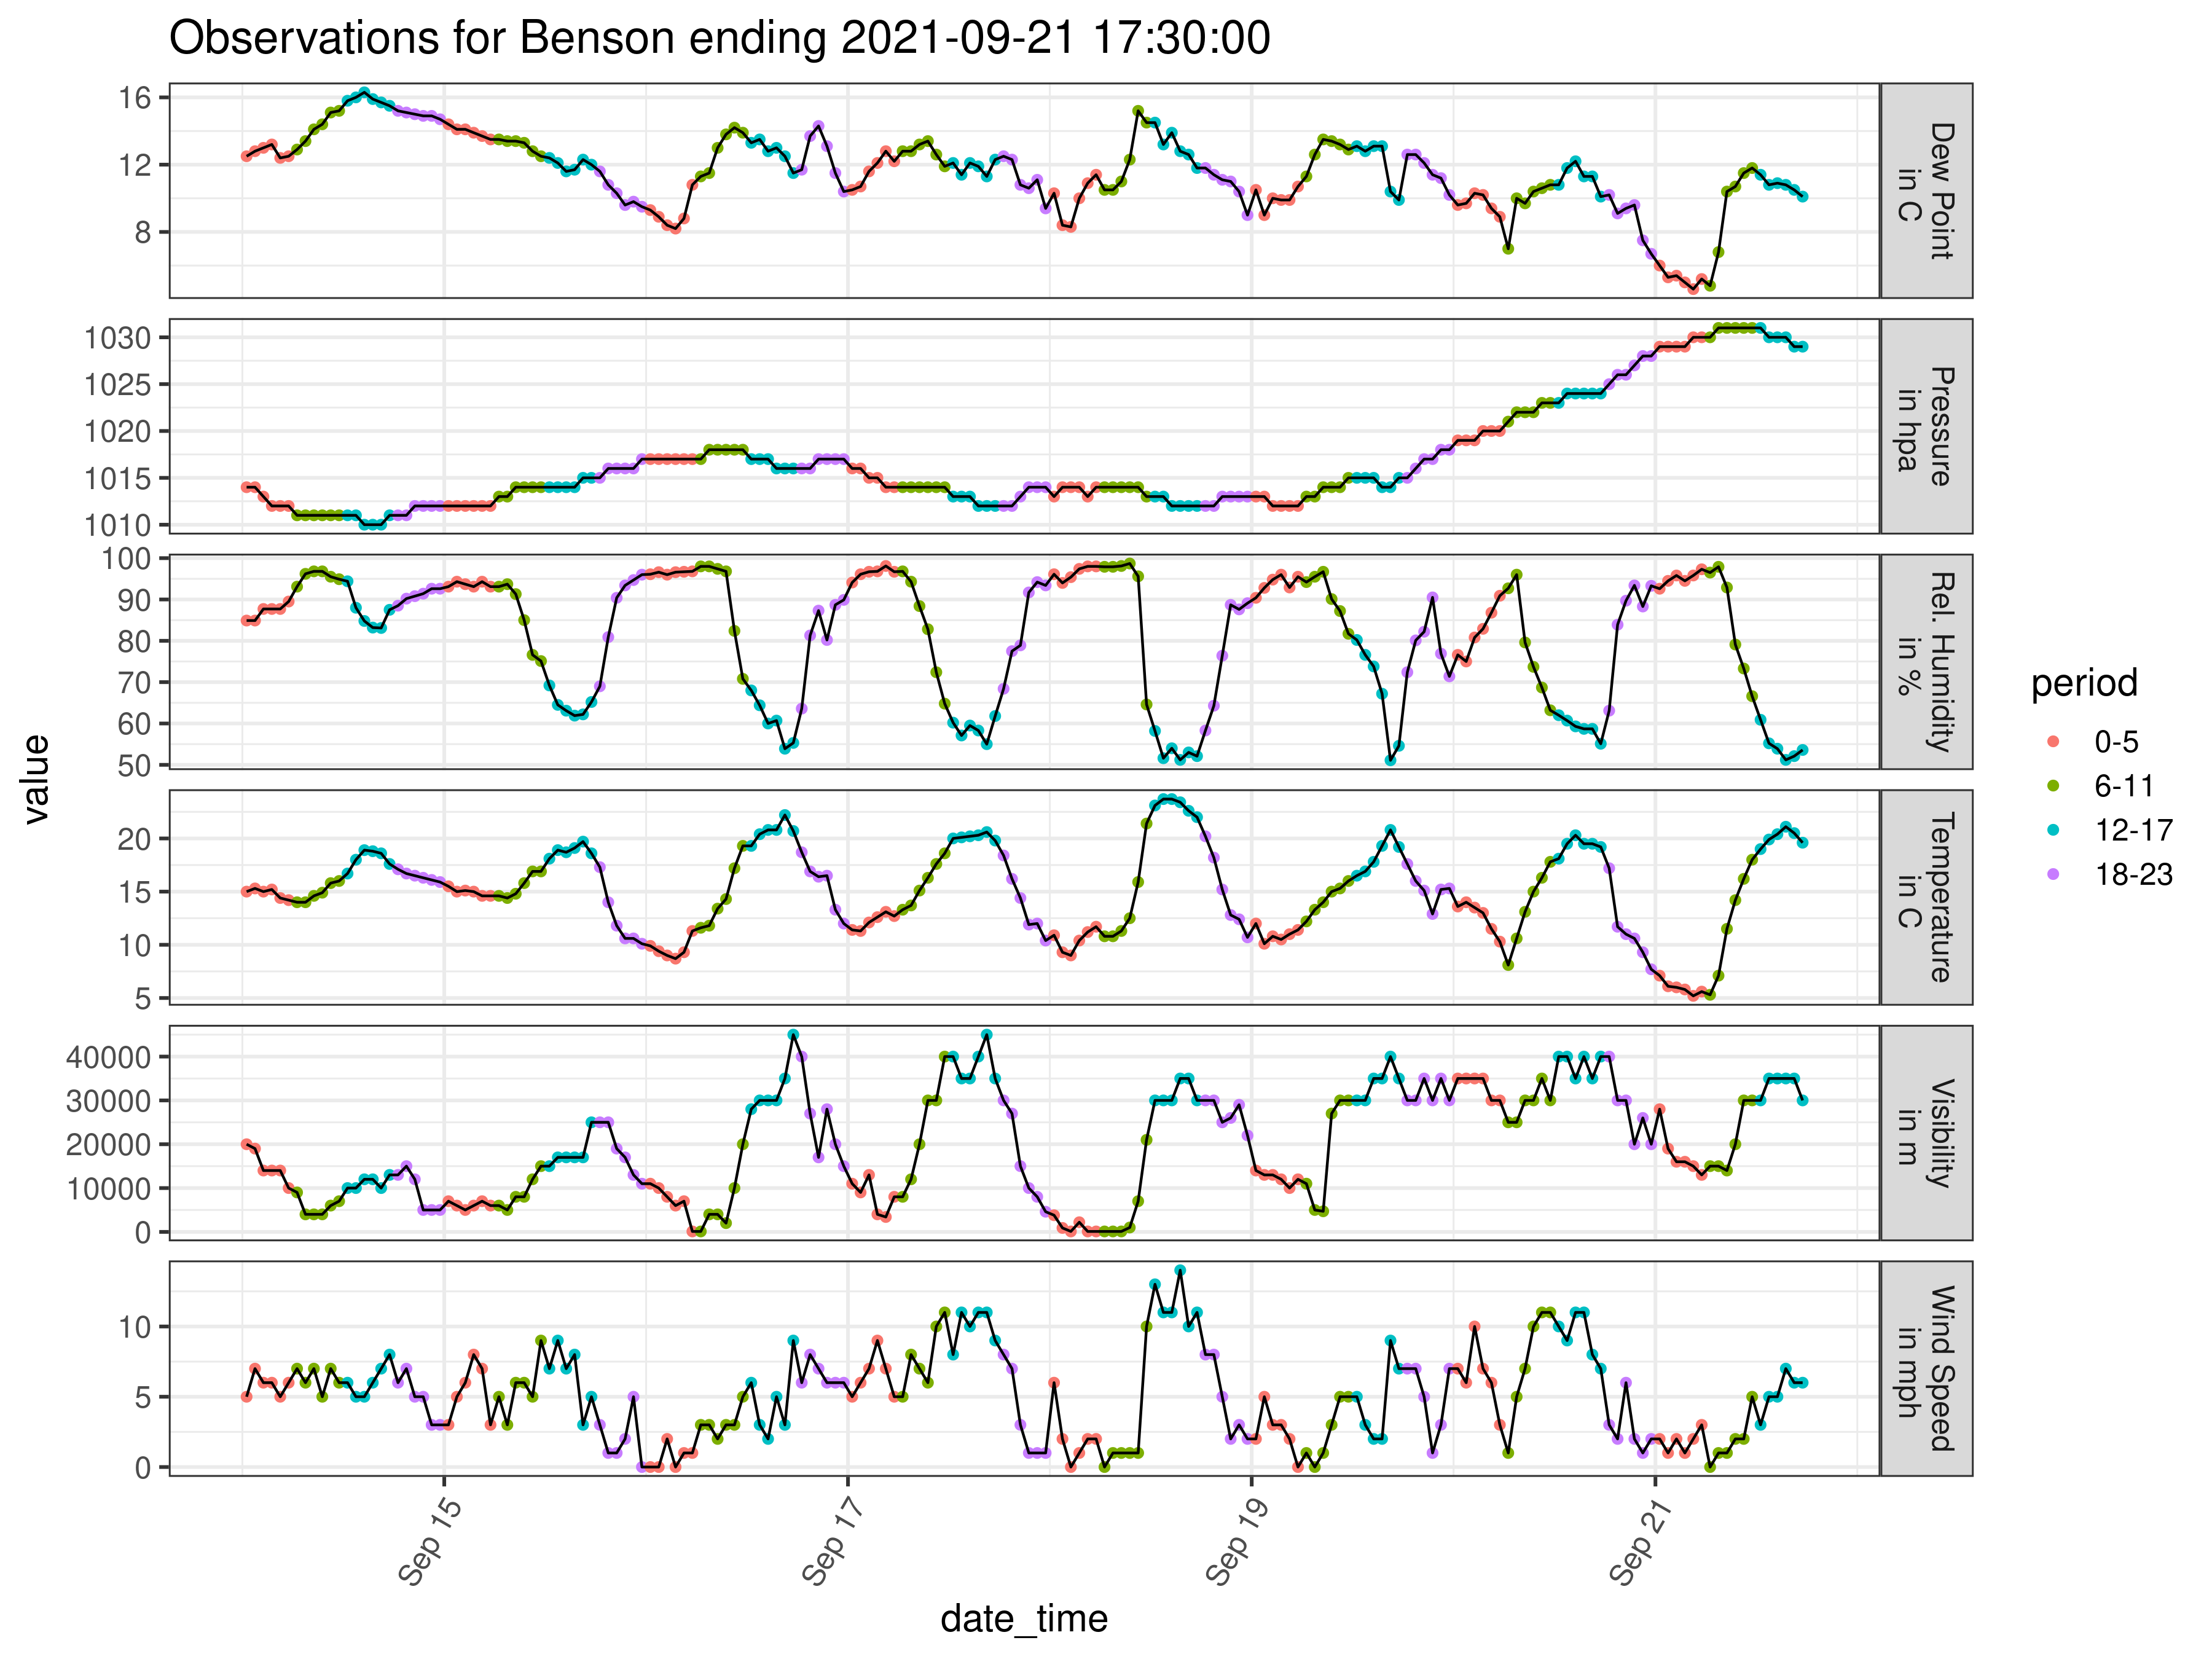 Observations for Benson ending 2021-09-21 17:30:00
value
16
12
8
Dew Point
in C
1030
1025
1020
1015
1010
Pressure
in hpa
100
90
80
70
60
50
Rel. Humidity
in %
20
15
10
5
Temperature
in C
40000
30000
20000
10000
0
Visibility
in m
10
5
0
Wind Speed
in mph
Sep 15
Sep 17
Sep 19
Sep 21
date_time
period
0-5
6-11
12-17
18-23